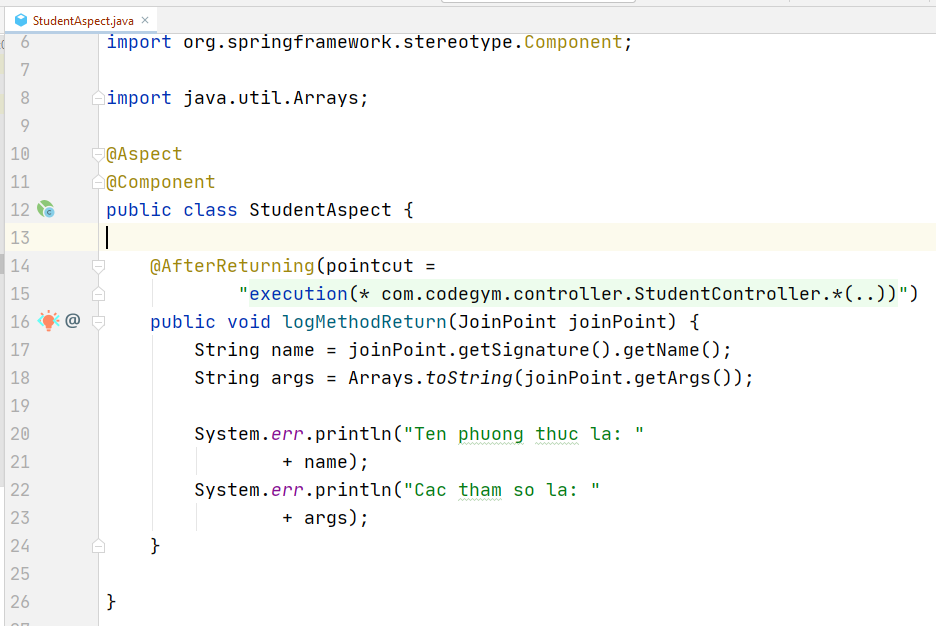 StudentAspect.java
6 import org.springframework.stereotype.Component;
7
8 import java.util.Arrays;
9
10 @Aspect
11 @Component
12 public class StudentAspect {
13
14 @AfterReturning(pointcut =
15 "execution(* com.codegym.controller.StudentController.*(..))")
16 @ public void logMethodReturn(JoinPoint joinPoint) {
17 String name = joinPoint.getSignature().getName();
18 String args = Arrays.toString(joinPoint.getArgs());
19
20 System.err.println("Ten phuong thuc la: "
21 + name);
22 System.err.println("Cac tham so la: "
23 + args);
24 }
25
26 }